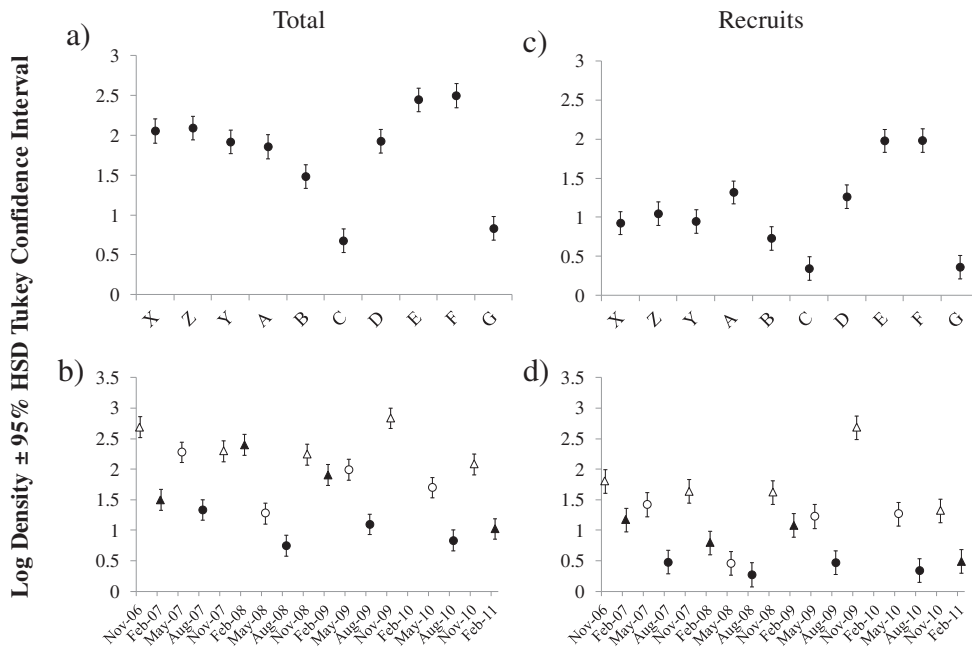 Total
Recruits
a)
c)
Log Density ± 95% HSD Tukey Confidence Interval
3
2.5
2
1.5
1
0.5
0
X Z Y A B C D E F G
3
2.5
2
1.5
1
0.5
0
X Z Y A B C D E F G
b)
d)
3.5
3
2.5
2
1.5
1
0.5
0
Nov-06 Feb-07 May-07 Aug-07 Nov-07 Feb-08 May-08 Aug-08 Nov-08 Feb-09 May-09 Aug-09 Nov-09 Feb-10 May-10 Aug-10 Nov-10 Feb-11
3.5
3
2.5
2
1.5
1
0.5
0
Nov-06 Feb-07 May-07 Aug-07 Nov-07 Feb-08 May-08 Aug-08 Nov-08 Feb-09 May-09 Aug-09 Nov-09 Feb-10 May-10 Aug-10 Nov-10 Feb-11